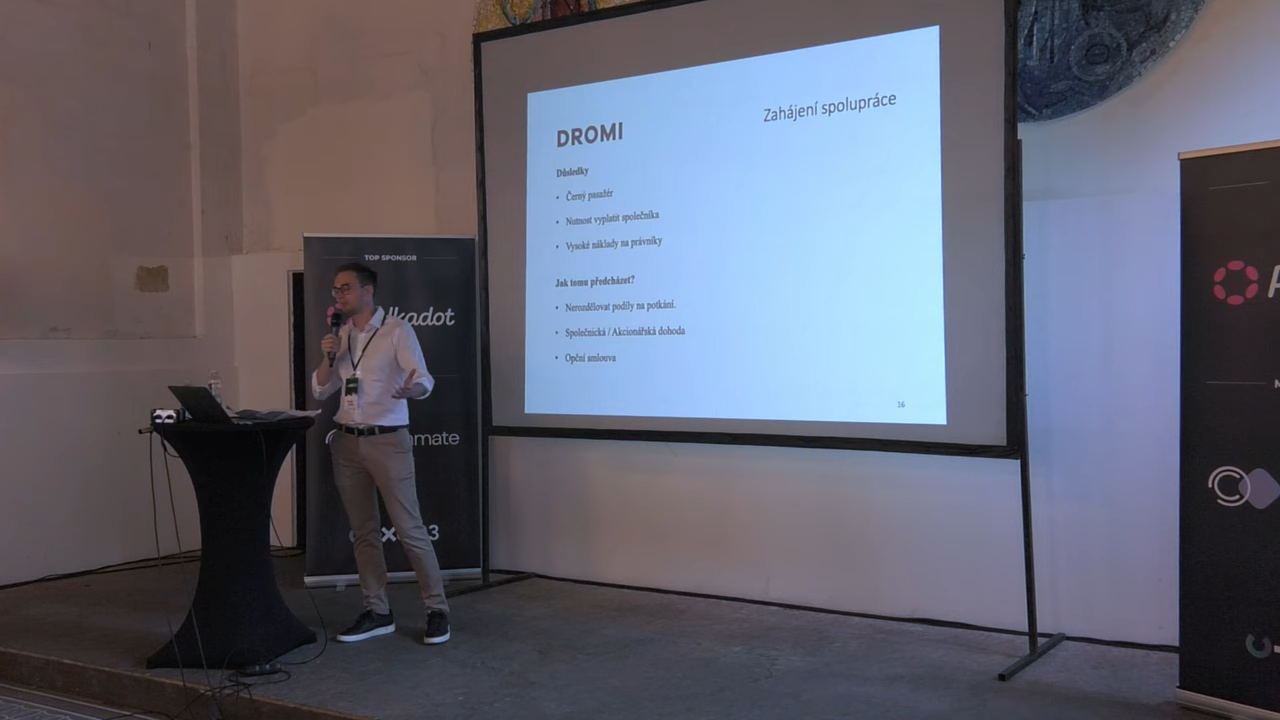 TOP SPONSOR
lkadot
mate
3
Zahájení spolupráce
DROMI
Důsledky
• Černý pasažér
• Nutnost vyplatit společníka
• Vysoké náklady na právníky
Jak tomu předcházet?
• Nerozdělovat podíly na potkání.
• Společnická / Akcionářská dohoda
• Opční smlouva
16